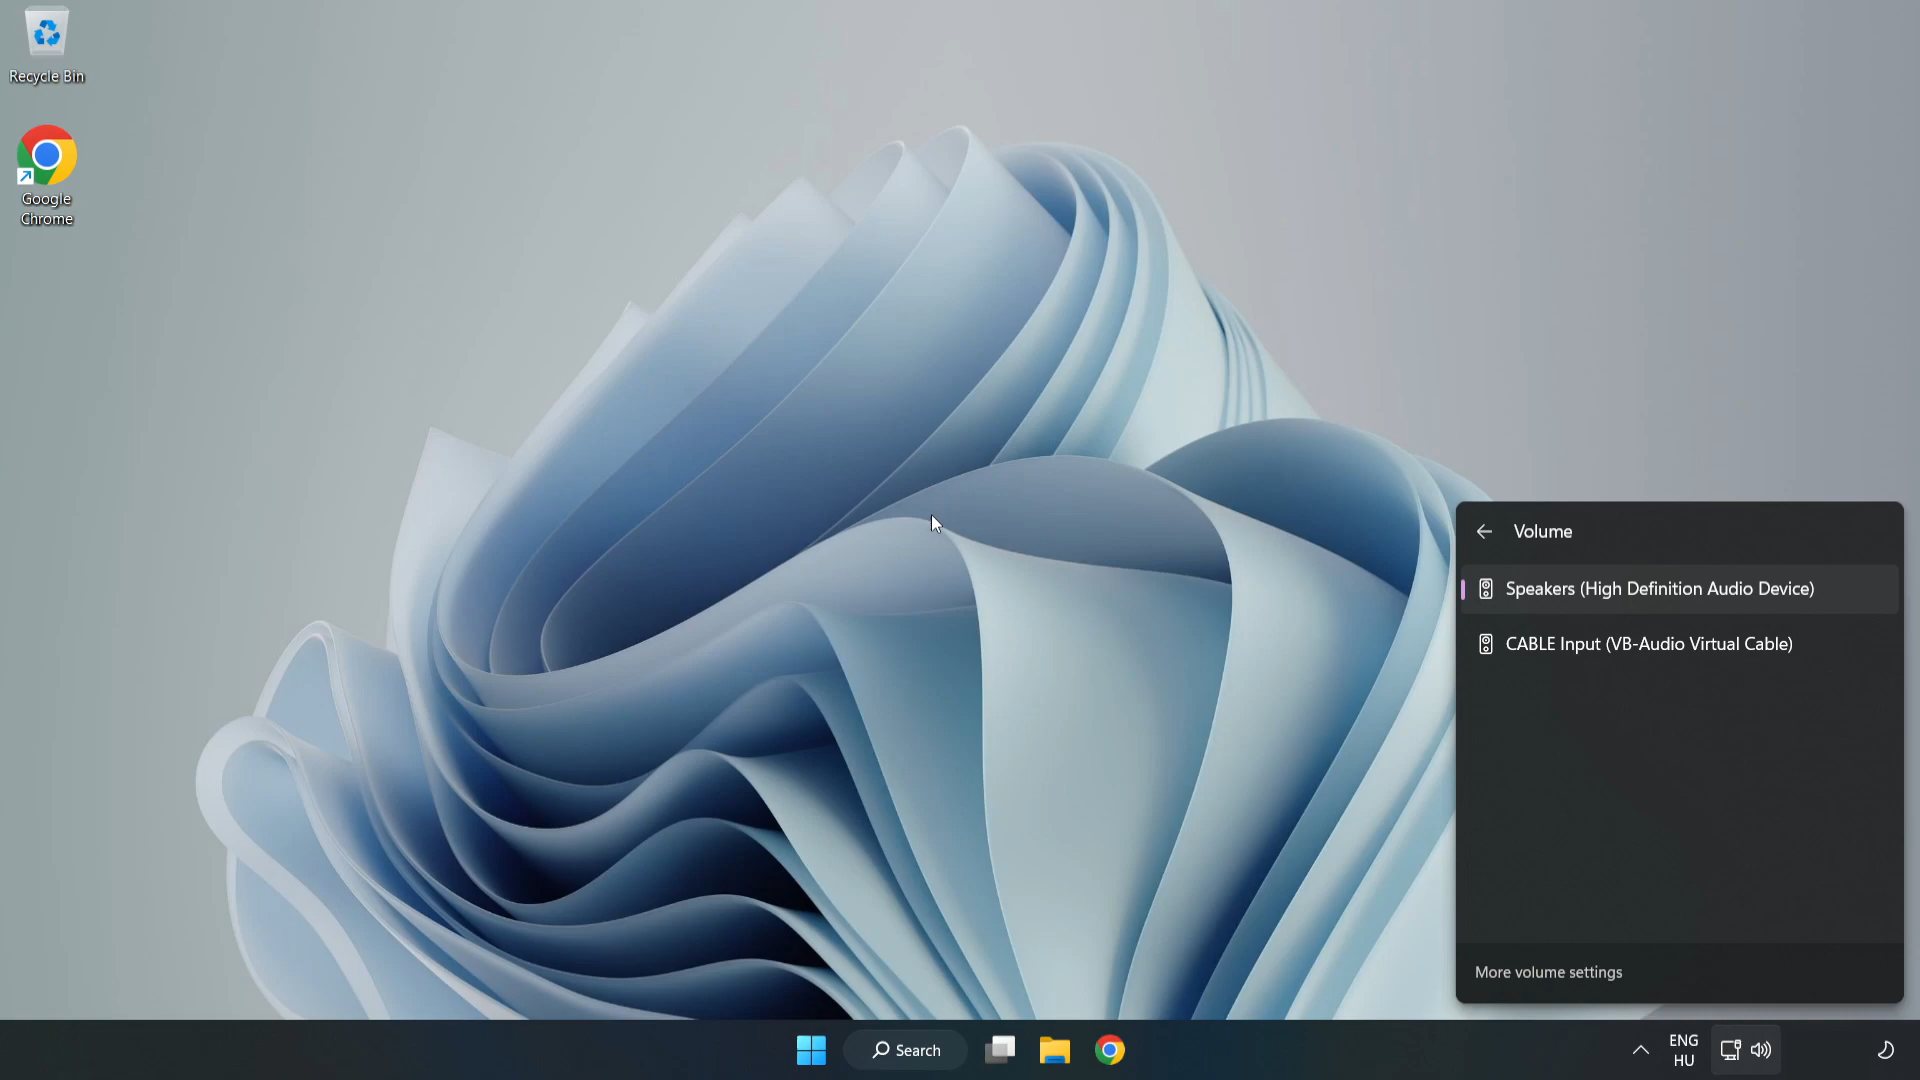 Recycle Bin
Google
Chrome
Volume
Speakers (High Definition Audio Device)
CABLE Input (VB-Audio Virtual Cable)
More volume settings
Search
ENG
HU